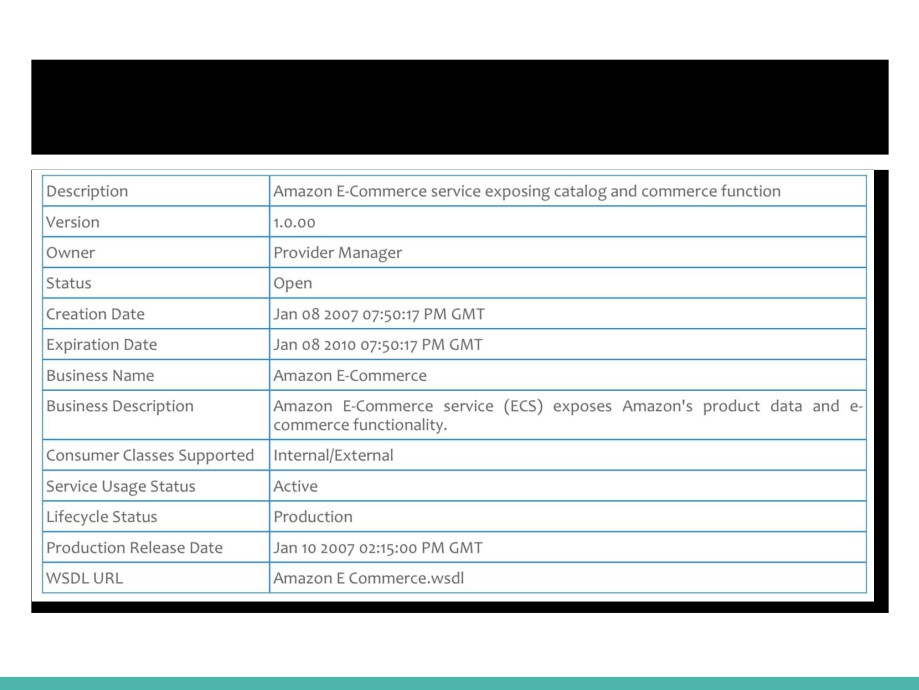 Description Amazon E-Commerce service exposing catalog and commerce function
Version 1.0.00
Owner Provider Manager
Status Open
Creation Date Jan 08 2007 07:50:17 PM GMT
Expiration Date Jan 08 2010 07:50:17 PM GMT
Business Name Amazon E-Commerce
Business Description Amazon E-Commerce service (ECS) exposes Amazon's product data and e-
commerce functionality.
Consumer Classes Supported Internal/External
Service Usage Status Active
Lifecycle Status Production
Production Release Date Jan 10 2007 02:15:00 PM GMT
WSDL URL Amazon E Commerce.wsdl